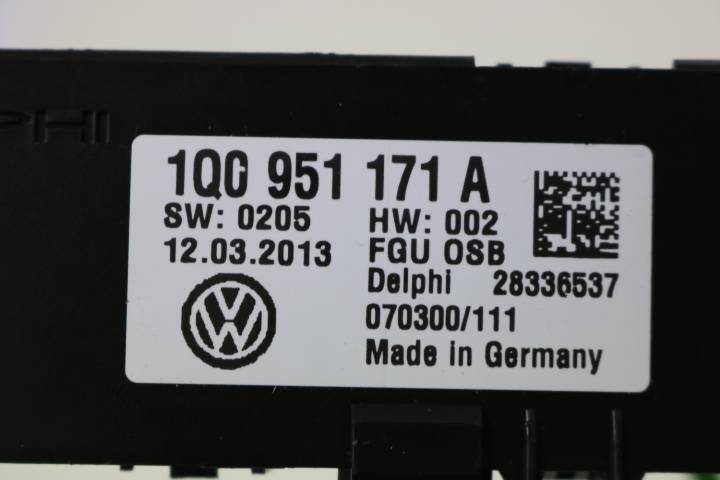 PHI
1Q0 951 171 A
SW: 0205 HW: 002
12.03.2013 FGU OSB
Delphi 28336537
070300/111
Made in Germany